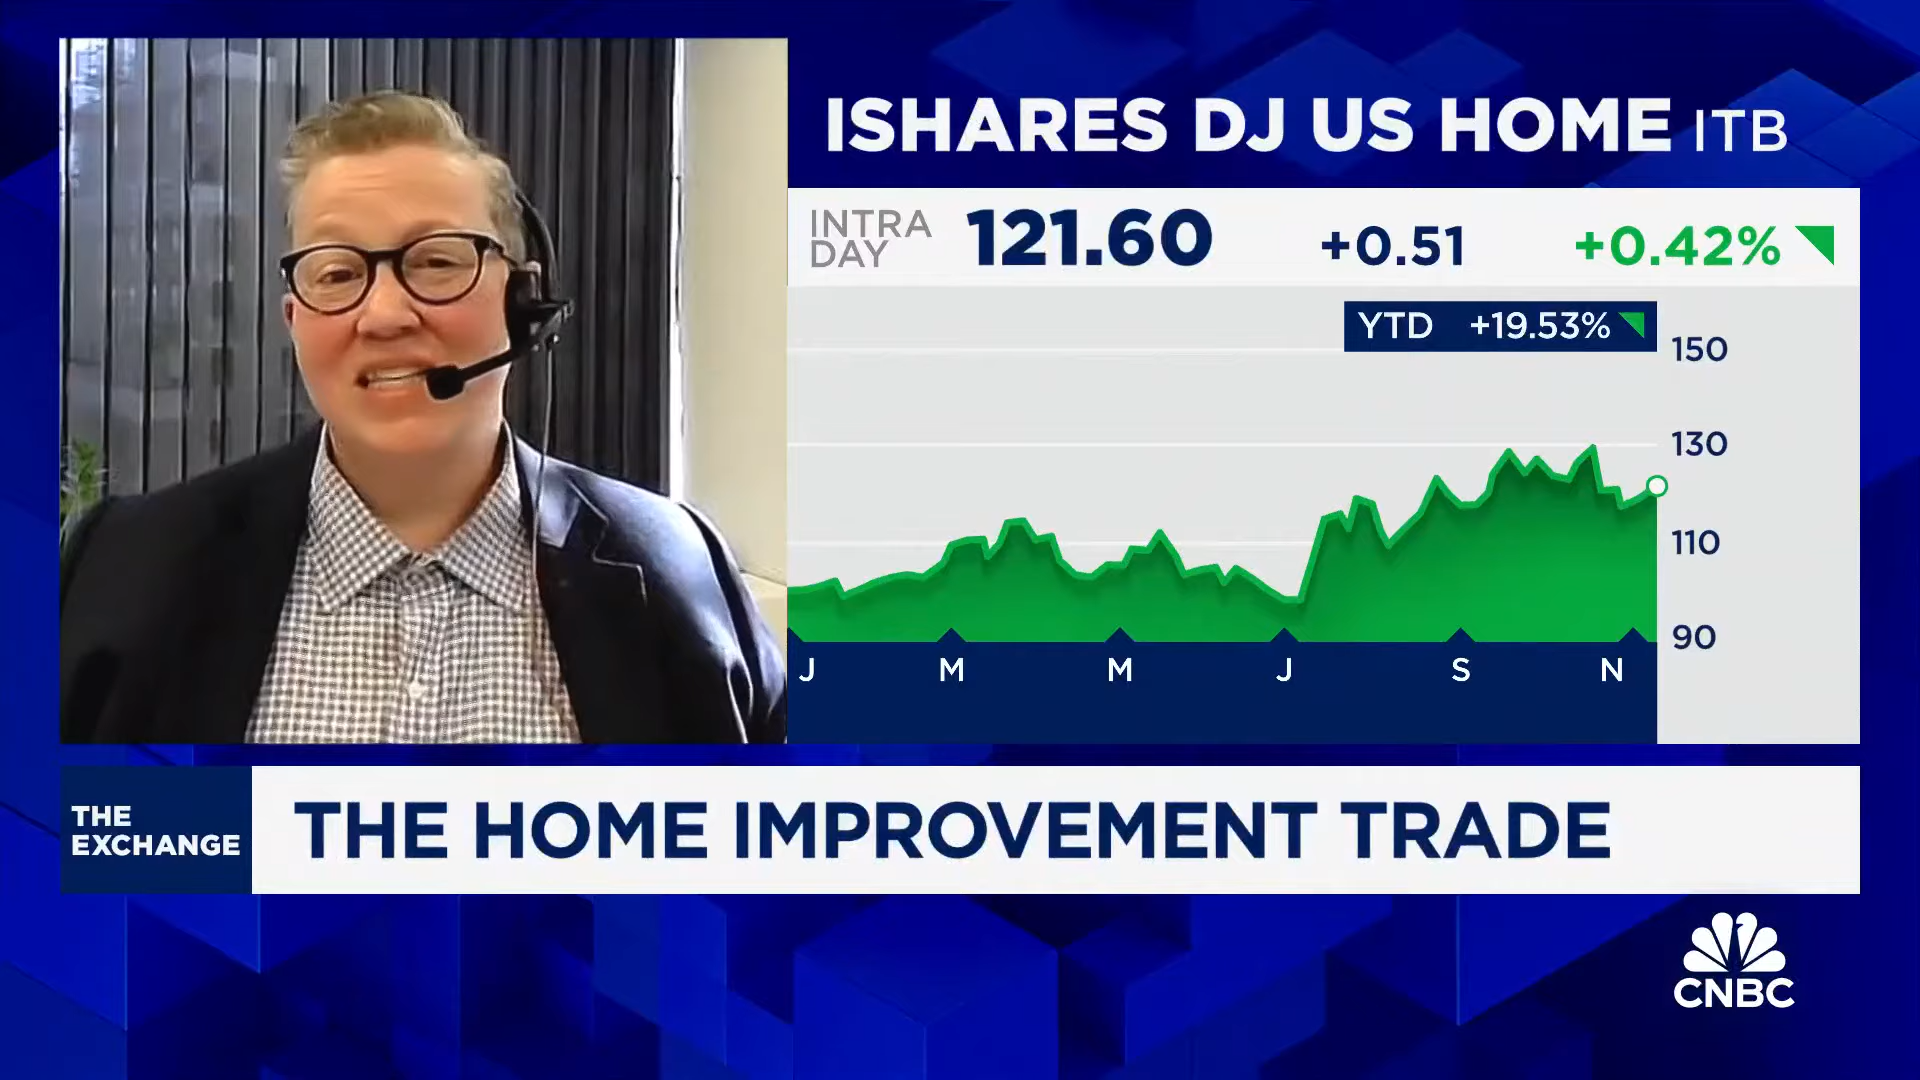 ISHARES DJ US HOME ITB
INTRA DAY 121.60 +0.51 +0.42%
YTD +19.53%
150
130
110
90
J M M J S N
THE EXCHANGE
THE HOME IMPROVEMENT TRADE
CNBC